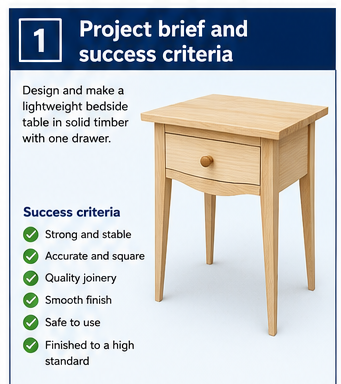 1
Project brief and
success criteria
Design and make a
lightweight bedside
table in solid timber
with one drawer.
Success criteria
Strong and stable
Accurate and square
Quality joinery
Smooth finish
Safe to use
Finished to a high
standard